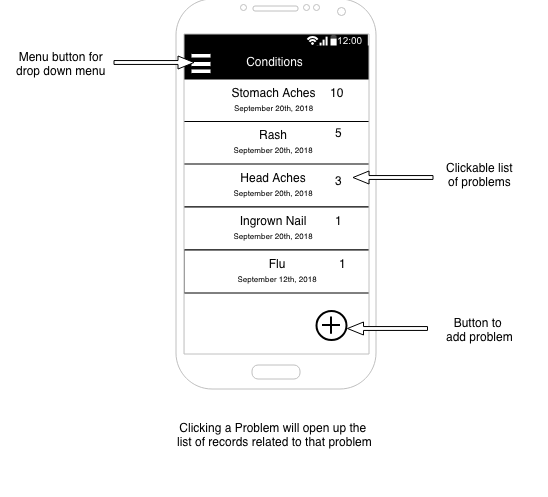 12:00
Menu button for
drop down menu
Conditions
Stomach Aches 10
September 20th, 2018
Rash 5
September 20th, 2018
Head Aches 3
September 20th, 2018
Clickable list
of problems
Ingrown Nail 1
September 20th, 2018
Flu 1
September 12th, 2018
Button to
add problem
Clicking a Problem will open up the
list of records related to that problem